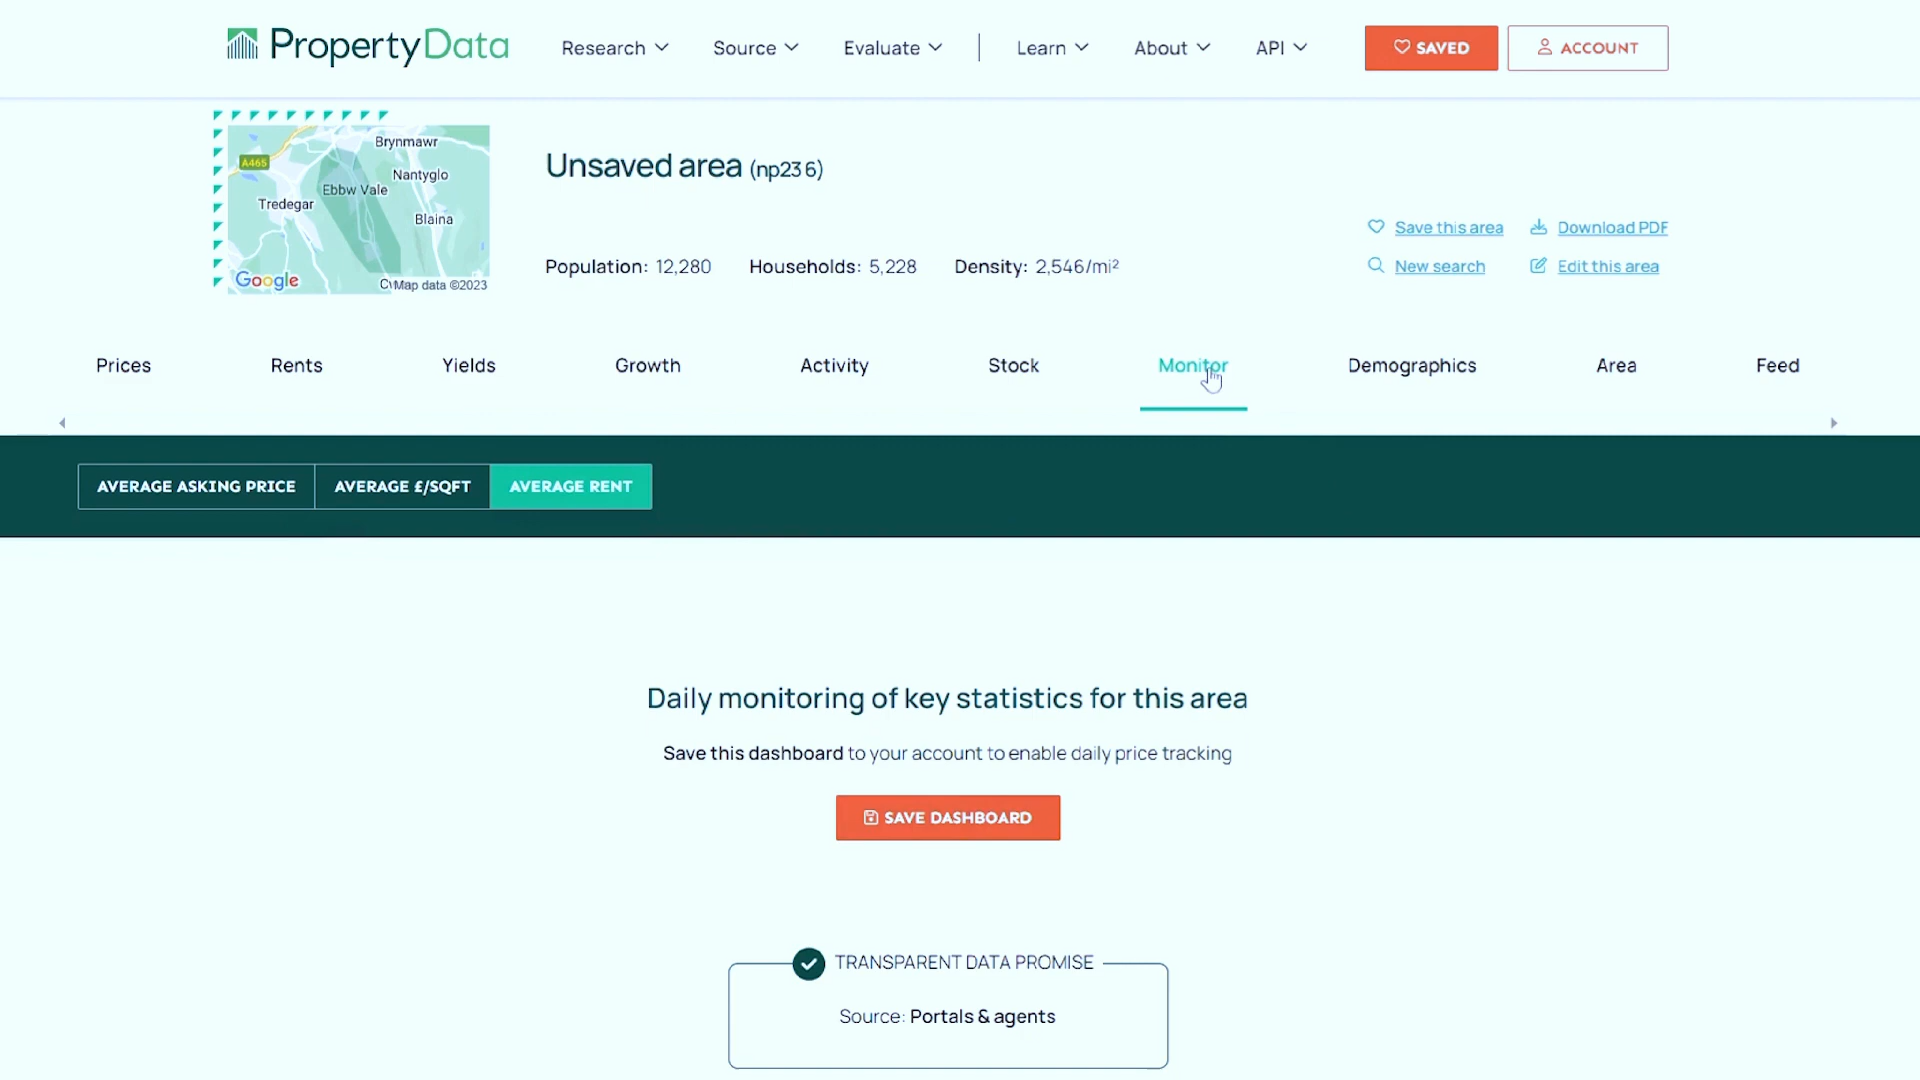 PropertyData
Research
Source
Evaluate
Learn
About
API
SAVED
ACCOUNT
A465
Brynmawr
Nantyglo
Ebbw Vale
Tredegar
Blaina
Google
Map data ©2023
Unsaved area (np23 6)
Population: 12,280 Households: 5,228 Density: 2,546/mi²
Save this area
Download PDF
New search
Edit this area
Prices
Rents
Yields
Growth
Activity
Stock
Monitor
Demographics
Area
Feed
AVERAGE ASKING PRICE
AVERAGE £/SQFT
AVERAGE RENT
Daily monitoring of key statistics for this area
Save this dashboard to your account to enable daily price tracking
SAVE DASHBOARD
TRANSPARENT DATA PROMISE
Source: Portals & agents